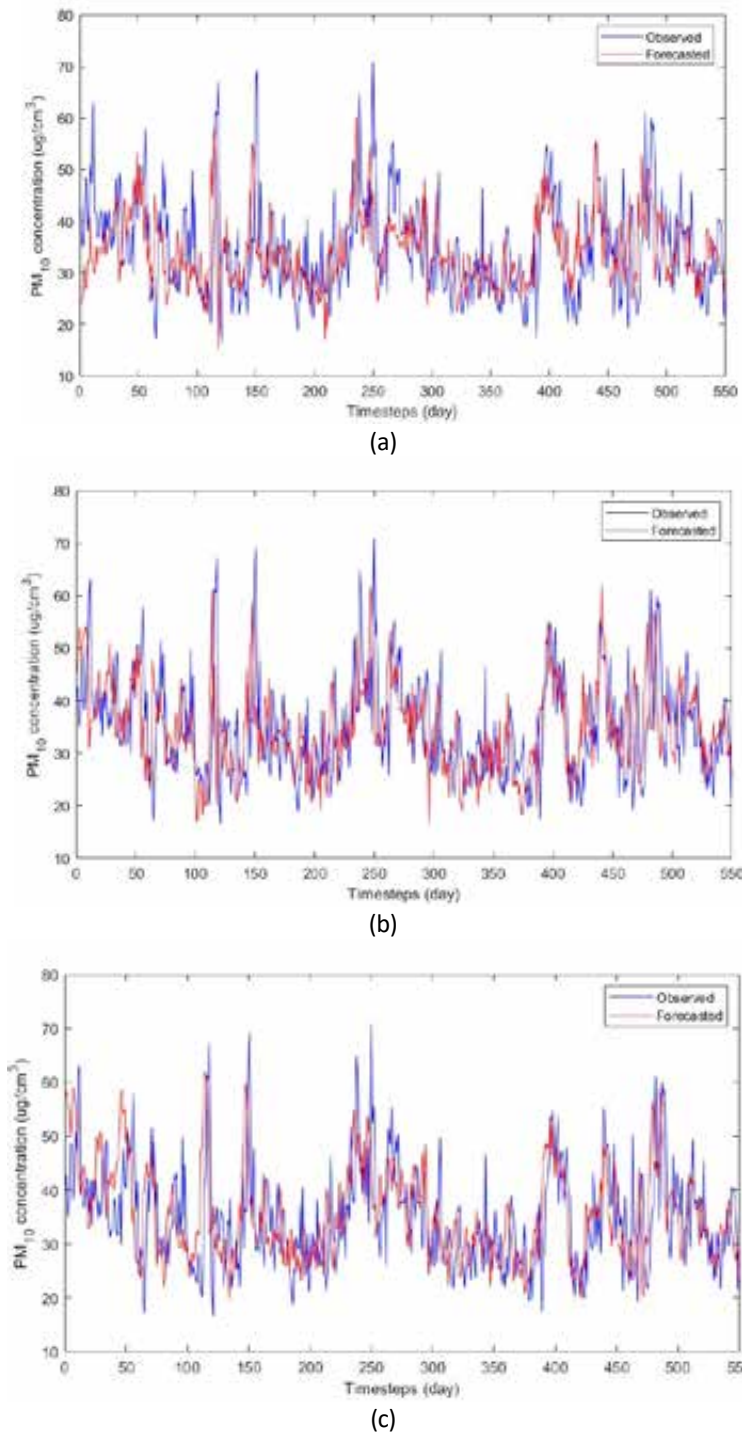 80
70
60
50
40
30
20
10
PM10 concentration (ug/cm3)
Observed
Forecasted
0 50 100 150 200 250 300 350 400 450 500 550
Timesteps (day)
(a)
80
70
60
50
40
30
20
10
PM10 concentration (ug/cm3)
Observed
Forecasted
0 50 100 150 200 250 300 350 400 450 500 550
Timesteps (day)
(b)
80
70
60
50
40
30
20
10
PM10 concentration (ug/cm3)
Observed
Forecasted
0 50 100 150 200 250 300 350 400 450 500 55
Timesteps (day)
(c)